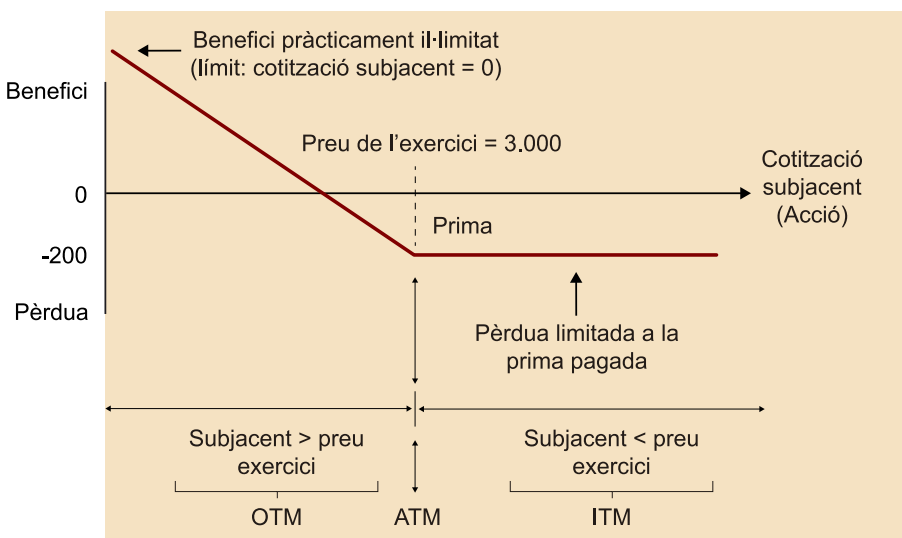 Benefici pràcticament il·limitat
(límit: cotització subjacent = 0)
Benefici
Preu de l’exercici = 3.000
Cotització
subjacent
(Acció)
0
Prima
-200
Pèrdua
Pèrdua limitada a la
prima pagada
Subjacent > preu
exercici
Subjacent < preu
exercici
OTM
ATM
ITM